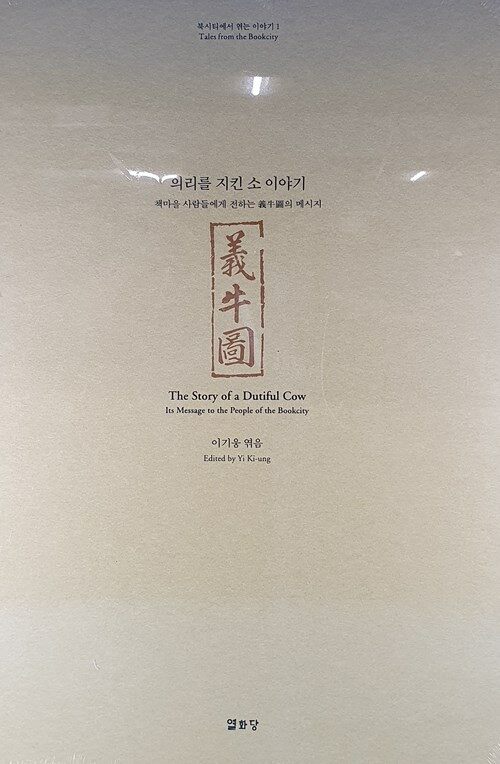 북시티에서 엮는 이야기 1
Tales from the Bookcity
의리를 지킨 소 이야기
책마을 사람들에게 전하는 義牛圖의 메시지
義
牛
圖
The Story of a Dutiful Cow
Its Message to the People of the Bookcity
이기웅 엮음
Edited by Yi Ki-ung
열화당